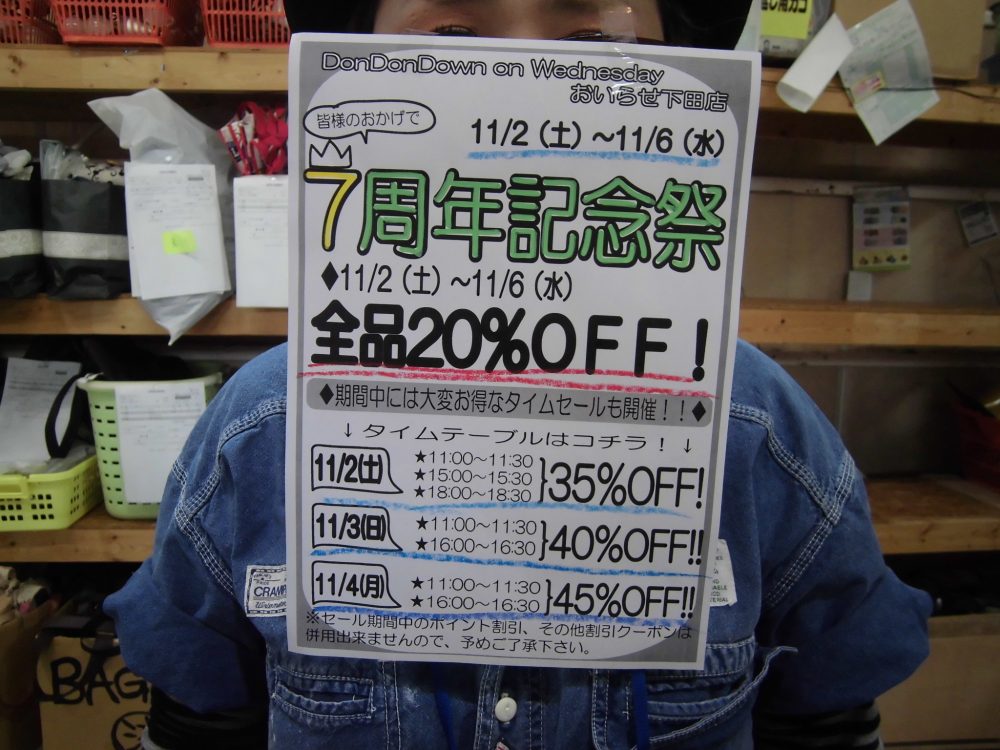 DonDonDown on Wednesday
おいらせ下田店
皆様のおかげで
11/2（土）～11/6（水）
7周年記念祭
♦11/2（土）～11/6（水）
全品20%OFF！
♦期間中には大変お得なタイムセールも開催！！♦
↓タイムテーブルはコチラ！↓
11/2(土) ★11:00～11:30
★15:00～15:30
★18:00～18:30
}35%OFF!
11/3(日) ★11:00～11:30
★16:00～16:30
}40%OFF!!
11/4(月) ★11:00～11:30
★16:00～16:30
}45%OFF!!
※セール期間中のポイント割引、その他割引クーポンは
併用出来ませんので、予めご了承下さい。
BAG